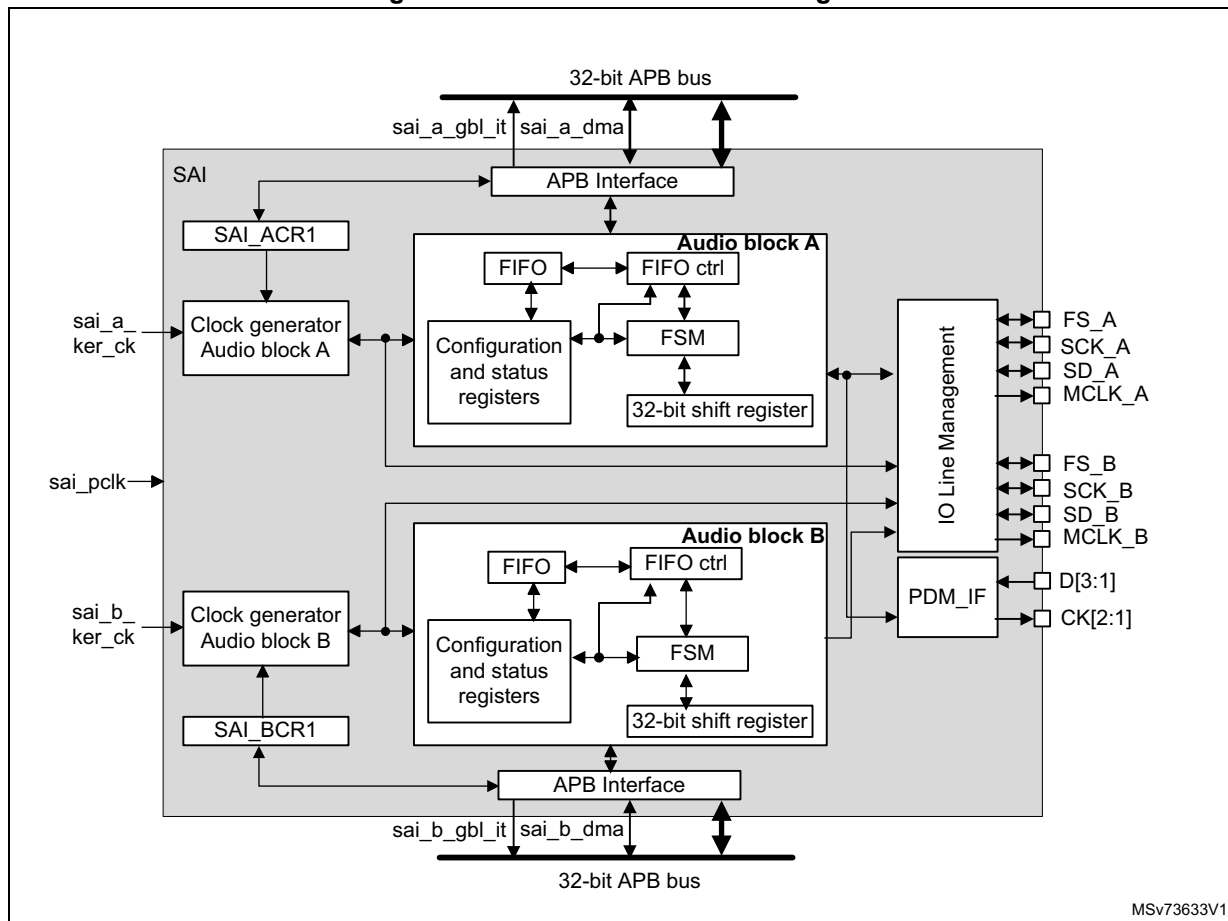 32-bit APB bus
sai_a_gbl_it sai_a_dma
SAI
APB Interface
SAI_ACR1
Audio block A
FIFO
FIFO ctrl
sai_a_
ker_ck
Clock generator
Audio block A
Configuration
and status
registers
FSM
32-bit shift register
IO Line Management
FS_A
SCK_A
SD_A
MCLK_A
sai_pclk
FS_B
SCK_B
SD_B
MCLK_B
Audio block B
FIFO
FIFO ctrl
PDM_IF
D[3:1]
CK[2:1]
sai_b_
ker_ck
Clock generator
Audio block B
Configuration
and status
registers
FSM
32-bit shift register
SAI_BCR1
APB Interface
sai_b_gbl_it sai_b_dma
32-bit APB bus
MSv73633V1